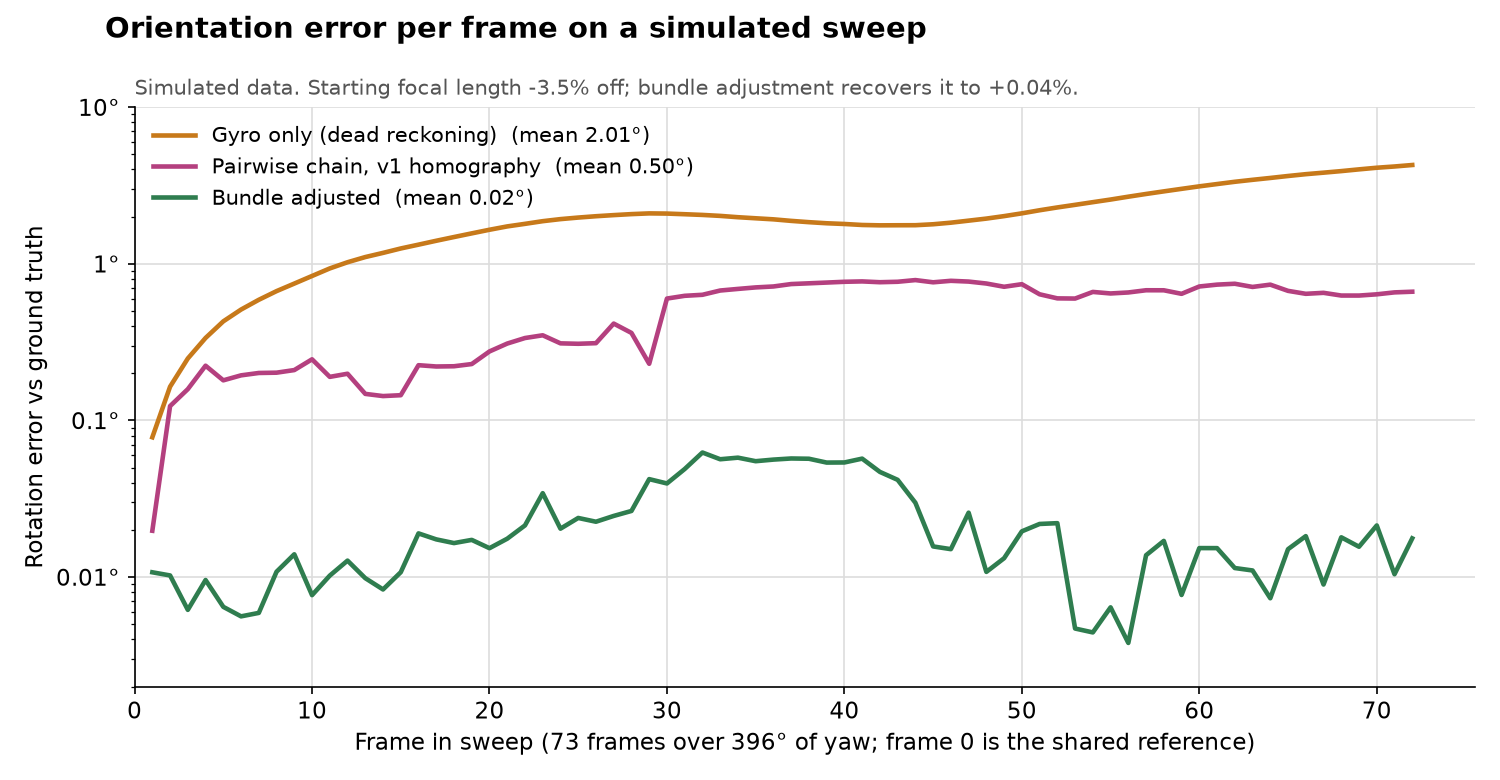 Orientation error per frame on a simulated sweep
Simulated data. Starting focal length -3.5% off; bundle adjustment recovers it to +0.04%.
Gyro only (dead reckoning)  (mean 2.01°)
Pairwise chain, v1 homography  (mean 0.50°)
Bundle adjusted  (mean 0.02°)
Rotation error vs ground truth
10°
1°
0.1°
0.01°
0 10 20 30 40 50 60 70
Frame in sweep (73 frames over 396° of yaw; frame 0 is the shared reference)